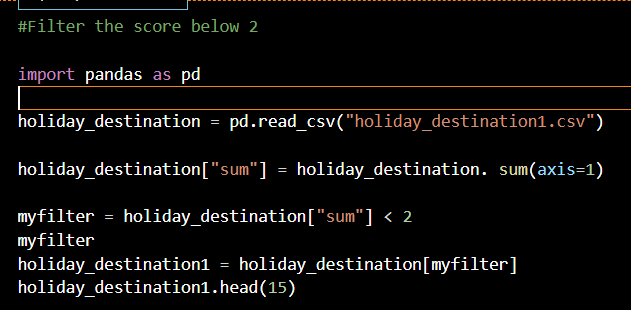 #Filter the score below 2
import pandas as pd
holiday_destination = pd.read_csv("holiday_destination1.csv")
holiday_destination["sum"] = holiday_destination. sum(axis=1)
myfilter = holiday_destination["sum"] < 2
myfilter
holiday_destination1 = holiday_destination[myfilter]
holiday_destination1.head(15)